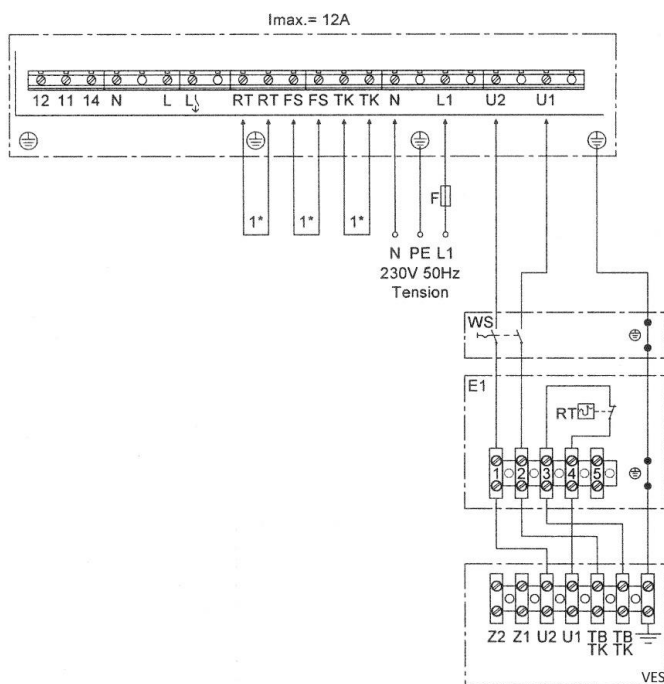 Imax.= 12A
12 11 14 N L L RT RT FS FS TK TK N L1 U2 U1
F
1* 1* 1*
N PE L1
230V 50Hz
Tension
WS
E1
RT
1 2 3 4 5
Z2 Z1 U2 U1 TB TB
TK TK
VES